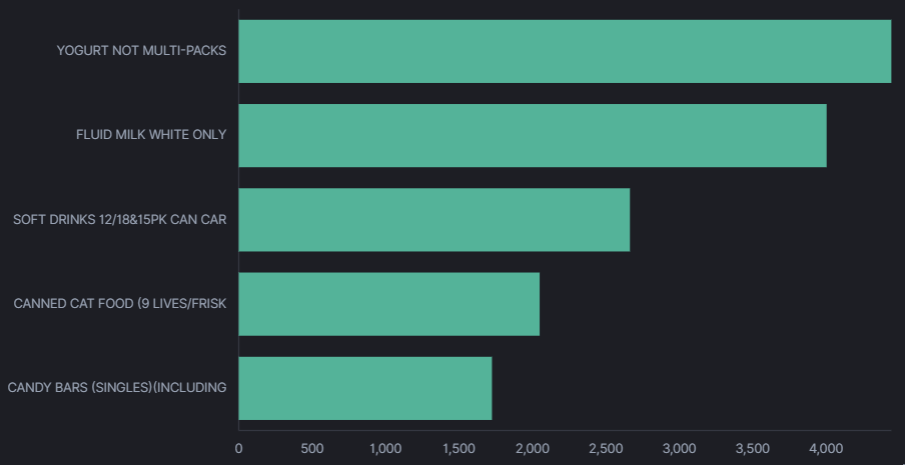 YOGURT NOT MULTI-PACKS
FLUID MILK WHITE ONLY
SOFT DRINKS 12/18&15PK CAN CAR
CANNED CAT FOOD (9 LIVES/FRISK
CANDY BARS (SINGLES)(INCLUDING
0 500 1,000 1,500 2,000 2,500 3,000 3,500 4,000